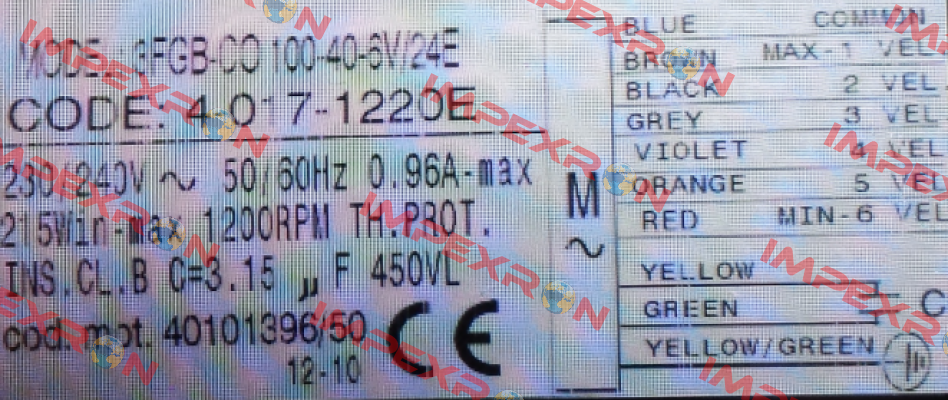 MODE : 3FGB-CO 100-40-6V/24E
CODE: 4.017-1220E
230/240V ~ 50/60Hz 0.96A-max
215Win-max 1200RPM TH.PROT.
INS.CL.B C=3.15 µF 450VL
cod. mot. 40101396/50 CE
12-10
M
~
BLUE COMMON
BROWN MAX-1 VEL
BLACK 2 VEL
GREY 3 VEL
VIOLET 4 VEL
ORANGE 5 VEL
RED MIN-6 VEL
YELLOW
GREEN C
YELLOW/GREEN
IMPEXRON